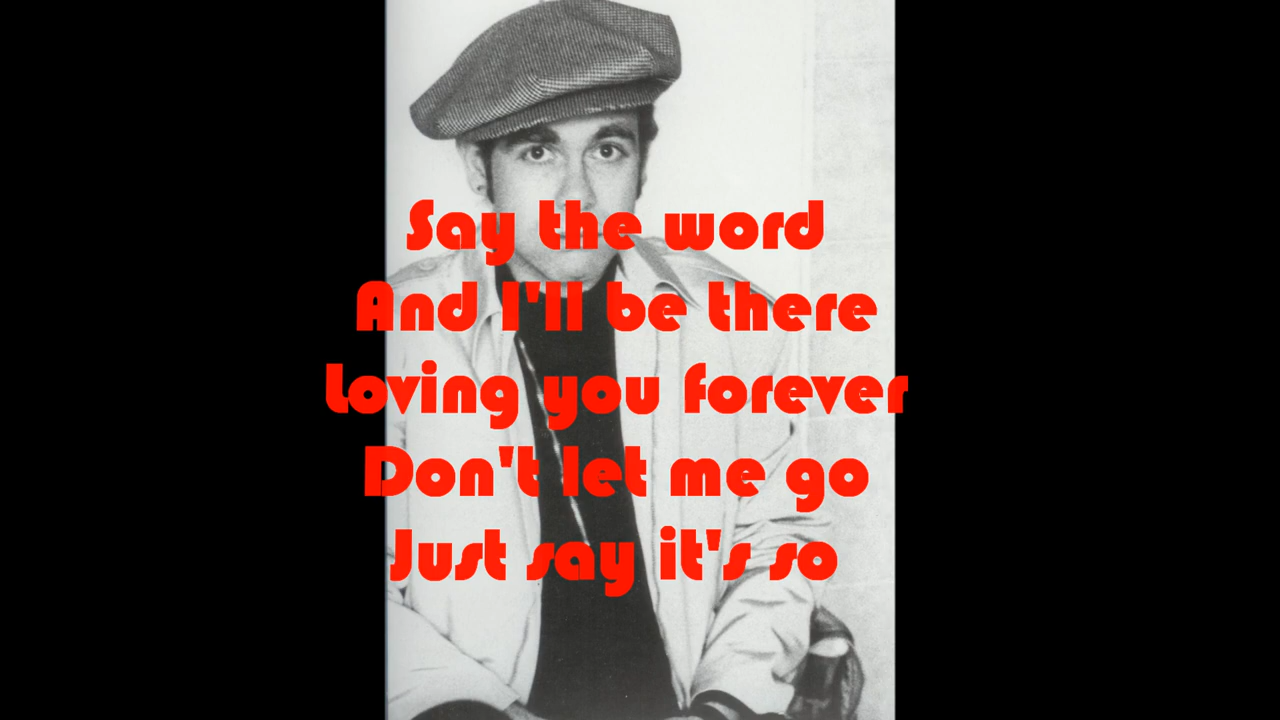 Say the word
And I'll be there
Loving you forever
Don't let me go
Just say it's so